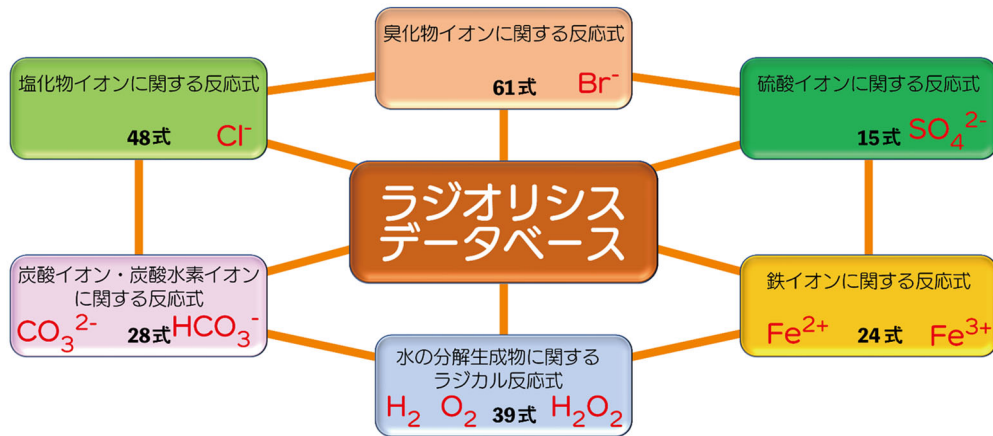 臭化物イオンに関する反応式
61式 Br⁻
塩化物イオンに関する反応式
48式 Cl⁻
硫酸イオンに関する反応式
15式 SO₄²⁻
ラジオリシス
データベース
炭酸イオン・炭酸水素イオン
に関する反応式
CO₃²⁻ 28式 HCO₃⁻
鉄イオンに関する反応式
Fe²⁺ 24式 Fe³⁺
水の分解生成物に関する
ラジカル反応式
H₂ O₂ 39式 H₂O₂